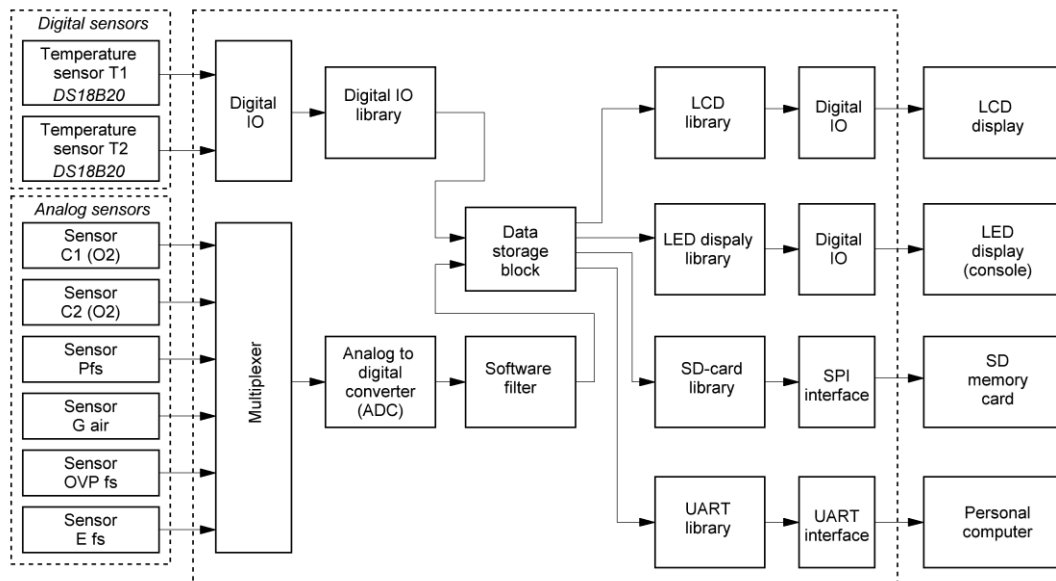 Digital sensors
Temperature
sensor T1
DS18B20
Temperature
sensor T2
DS18B20
Analog sensors
Sensor
C1 (O2)
Sensor
C2 (O2)
Sensor
Pfs
Sensor
G air
Sensor
OVP fs
Sensor
E fs
Digital
IO
Digital IO
library
Multiplexer
Analog to
digital
converter
(ADC)
Software
filter
Data
storage
block
LCD
library
Digital
IO
LCD
display
LED dispaly
library
Digital
IO
LED
display
(console)
SD-card
library
SPI
interface
SD
memory
card
UART
library
UART
interface
Personal
computer